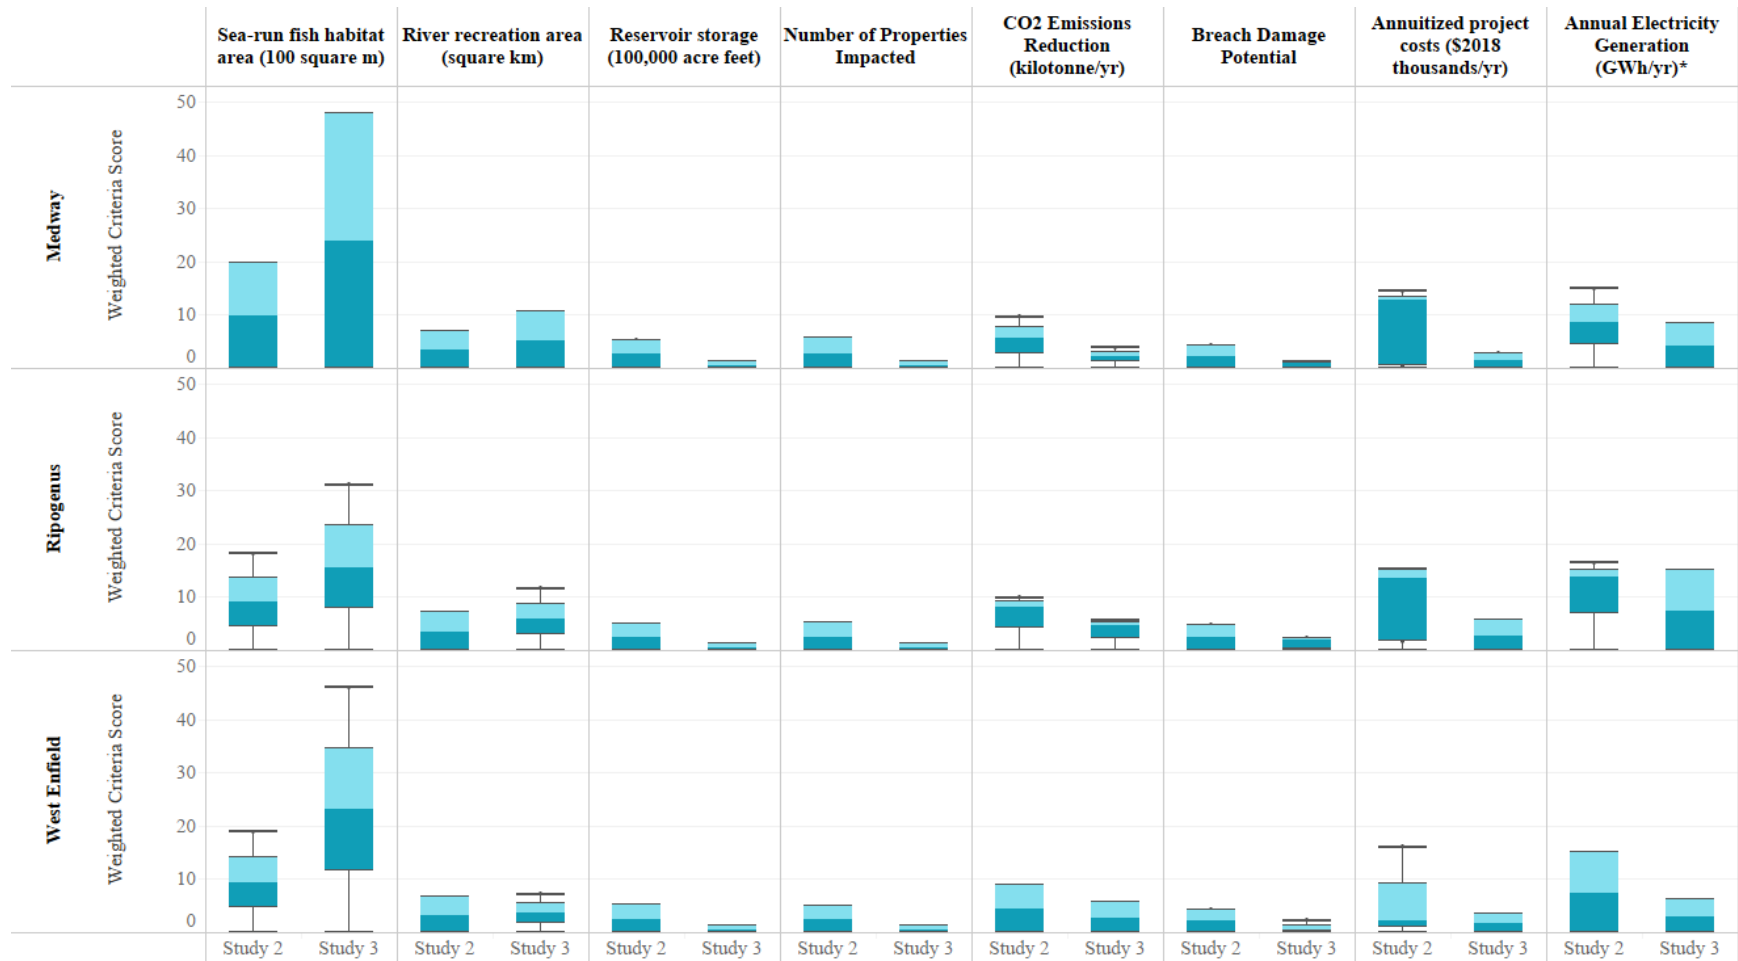 Sea-run fish habitat area (100 square m)
River recreation area (square km)
Reservoir storage (100,000 acre feet)
Number of Properties Impacted
CO2 Emissions Reduction (kilotonne/yr)
Breach Damage Potential
Annuitized project costs ($2018 thousands/yr)
Annual Electricity Generation (GWh/yr)*
Medway
Weighted Criteria Score
50
40
30
20
10
0
Ripogenus
Weighted Criteria Score
50
40
30
20
10
0
West Enfield
Weighted Criteria Score
50
40
30
20
10
0
Study 2 Study 3 Study 2 Study 3 Study 2 Study 3 Study 2 Study 3 Study 2 Study 3 Study 2 Study 3 Study 2 Study 3 Study 2 Study 3